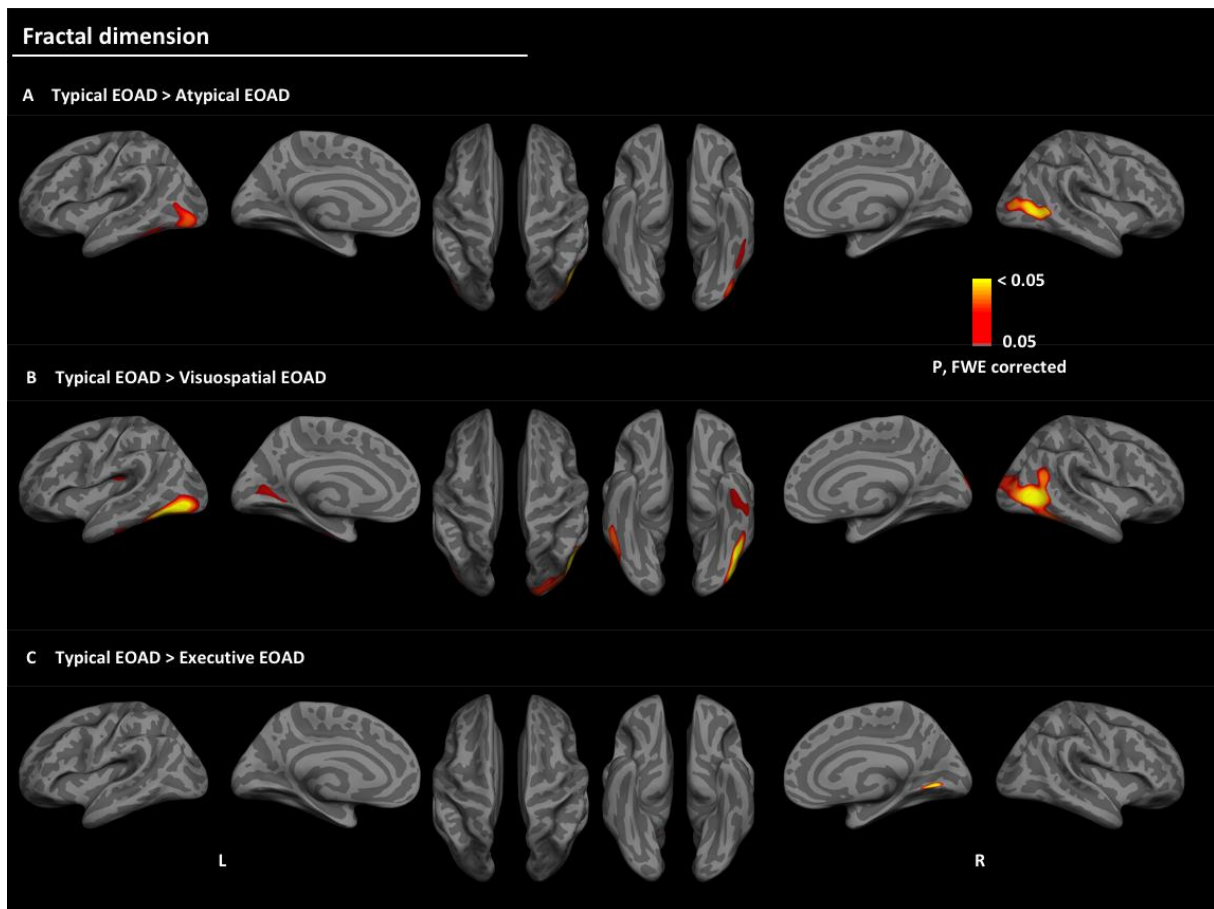 Fractal dimension
A Typical EOAD > Atypical EOAD
< 0.05
0.05
P, FWE corrected
B Typical EOAD > Visuospatial EOAD
C Typical EOAD > Executive EOAD
L
R